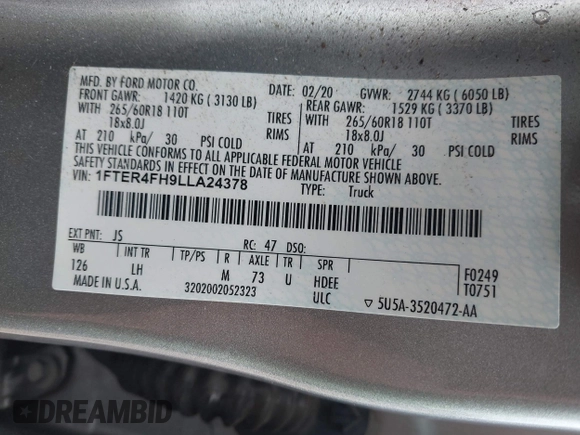 MFD. BY FORD MOTOR CO.
DATE: 02/20 GVWR: 2744 KG ( 6050 LB)
FRONT GAWR: 1420 KG ( 3130 LB) REAR GAWR: 1529 KG ( 3370 LB)
WITH 265/60R18 110T TIRES WITH 265/60R18 110T TIRES
18x8.0J RIMS 18x8.0J RIMS
AT 210 kPa/ 30 PSI COLD AT 210 kPa/ 30 PSI COLD
THIS VEHICLE CONFORMS TO ALL APPLICABLE FEDERAL MOTOR VEHICLE
SAFETY STANDARDS IN EFFECT ON THE DATE OF MANUFACTURE SHOWN ABOVE.
VIN: 1FTER4FH9LLA24378 TYPE: Truck
EXT PNT: JS RC: 47 DSO:
WB INT TR TP/PS R AXLE TR SPR F0249
126 LH M 73 U HDEE T0751
MADE IN U.S.A. 3202002052323 ULC ▽ 5U5A-3520472-AA
DREAMBID